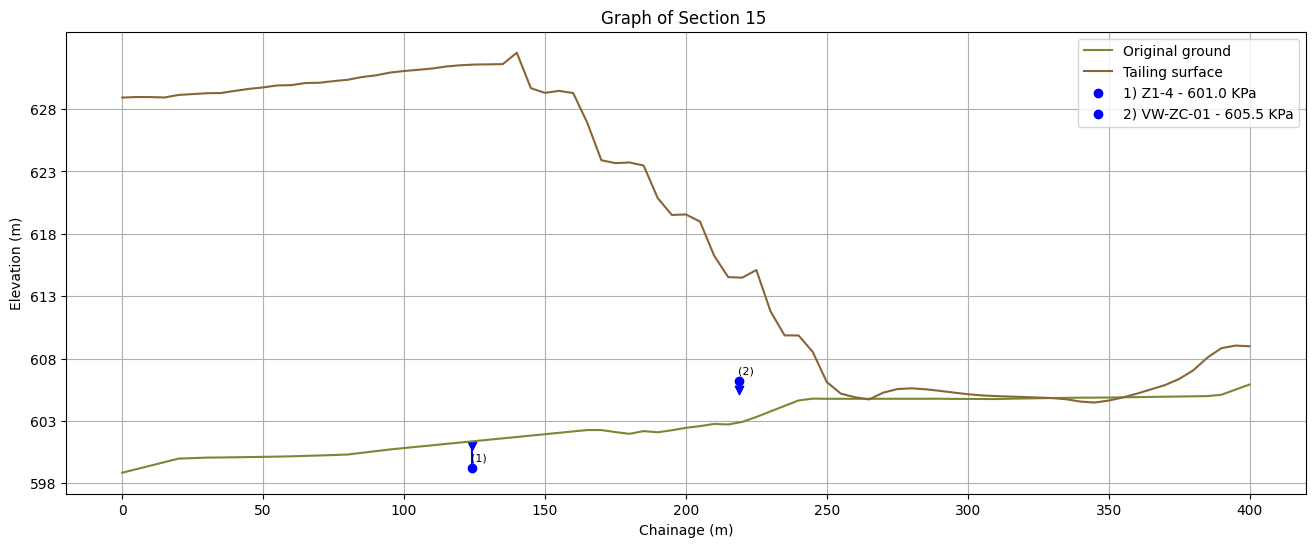 Graph of Section 15
Original ground
Tailing surface
1) Z1-4 - 601.0 KPa
2) VW-ZC-01 - 605.5 KPa
Elevation (m)
628
623
618
613
608
603
598
(2)
(1)
0 50 100 150 200 250 300 350 400
Chainage (m)